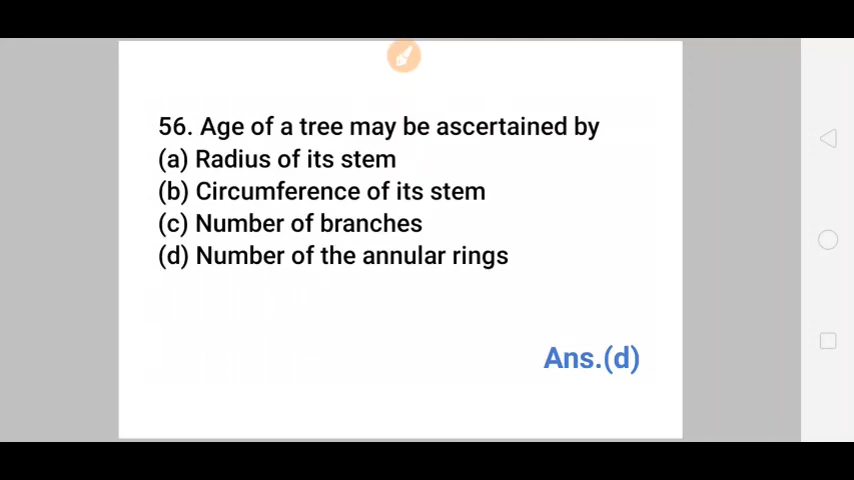 56. Age of a tree may be ascertained by
(a) Radius of its stem
(b) Circumference of its stem
(c) Number of branches
(d) Number of the annular rings
Ans.(d)